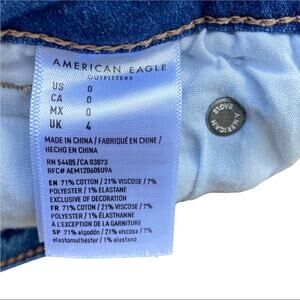 AMERICAN EAGLE
OUTFITTERS
US 0
CA 0
MX 0
UK 4
MADE IN CHINA / FABRIQUÉ EN CHINE /
HECHO EN CHINA
RN 54485/CA 03873
RFC# AEM120605U9A
EN 71% COTTON / 21% VISCOSE / 7%
POLYESTER / 1% ELASTANE
EXCLUSIVE OF DECORATION
FR 71% COTON / 21% VISCOSE / 7%
POLYESTER / 1% ÉLASTHANNE
À L'EXCEPTION DE LA GARNITURE
SP 71% algodón / 21% viscosa / 7%
elastomultiéster / 1% elastano
AMERICAN
EAGLE